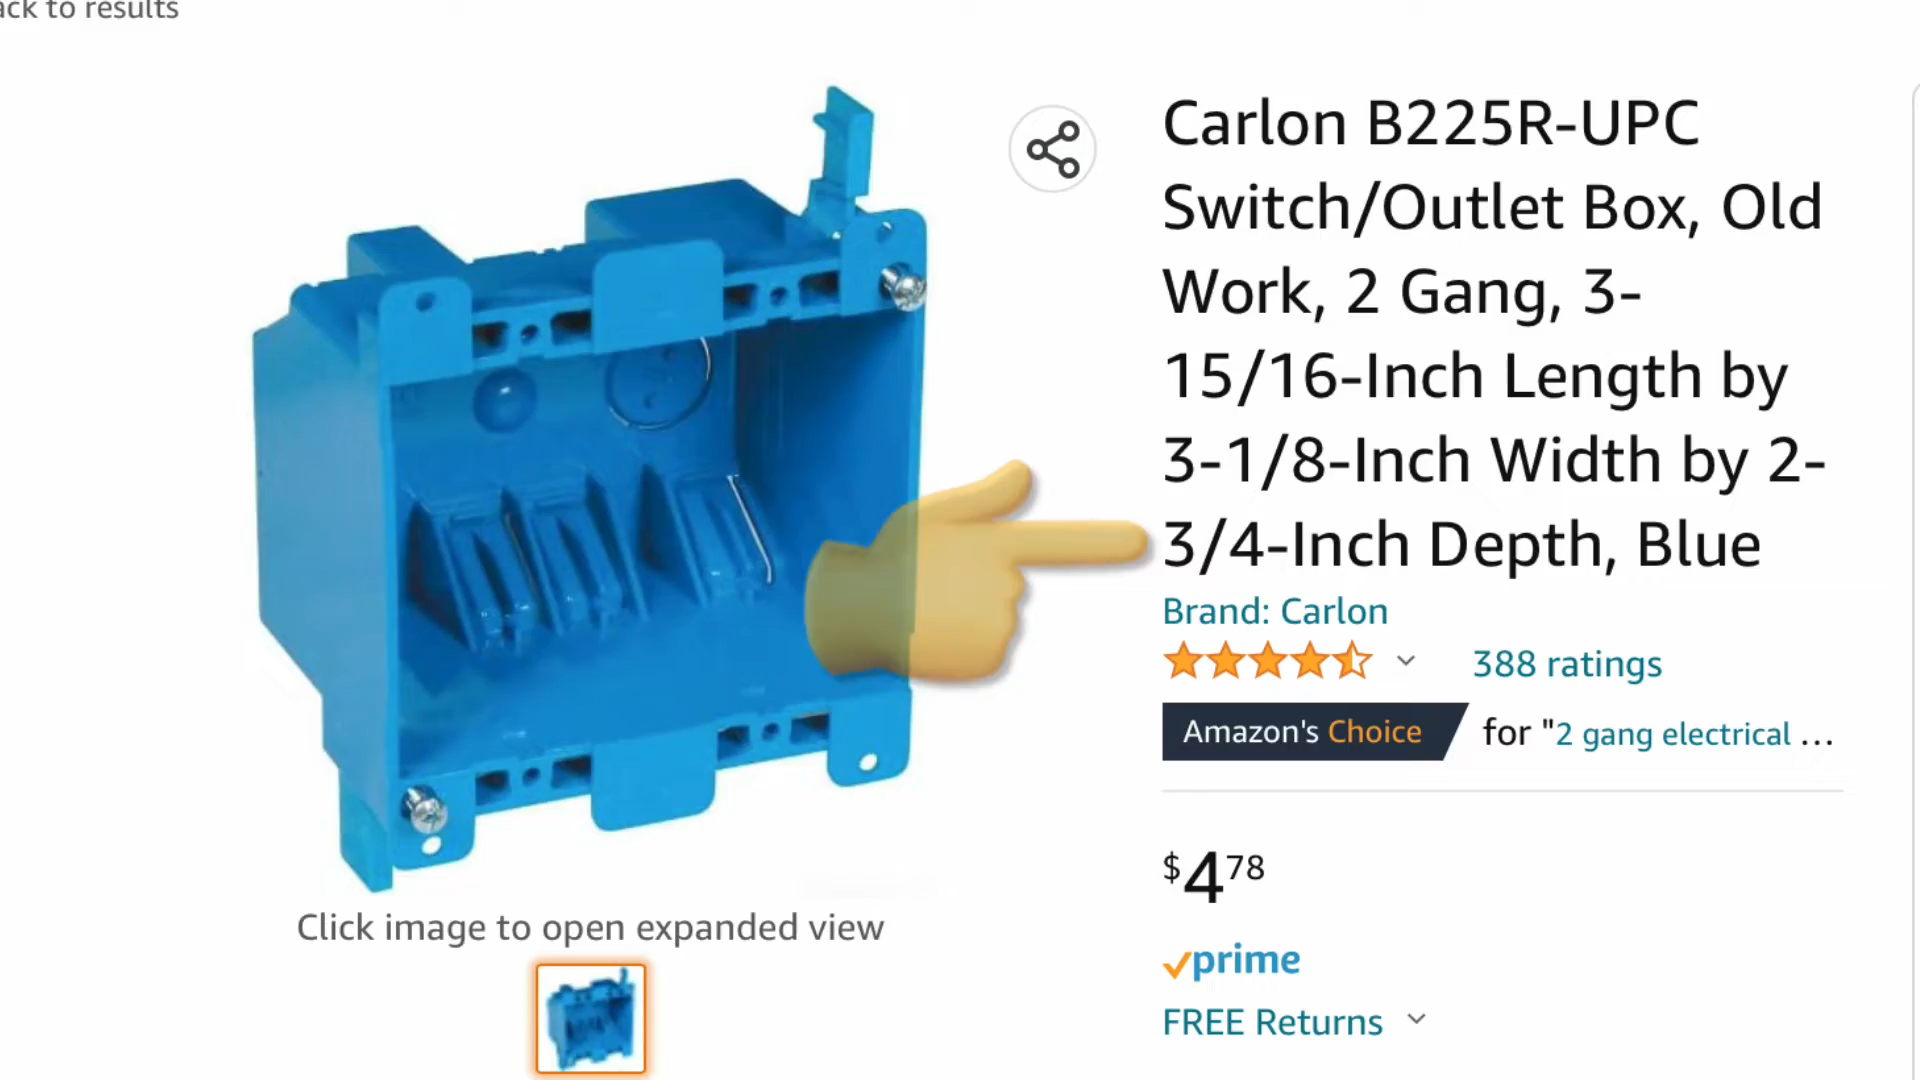 to results
Carlon B225R-UPC
Switch/Outlet Box, Old
Work, 2 Gang, 3-
15/16-Inch Length by
3-1/8-Inch Width by 2-
3/4-Inch Depth, Blue
Brand: Carlon
388 ratings
Amazon's Choice for "2 gang electrical ...
$4 78
prime
FREE Returns
Click image to open expanded view